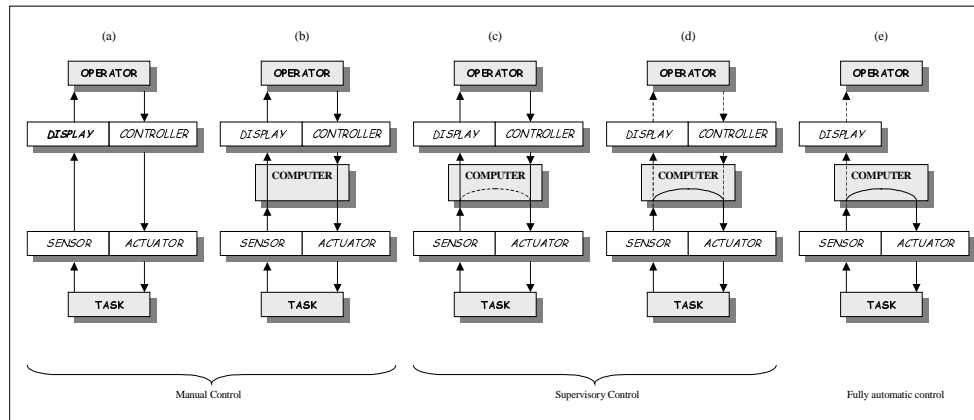 (a) (b) (c) (d) (e)
OPERATOR OPERATOR OPERATOR OPERATOR OPERATOR
DISPLAY CONTROLLER DISPLAY CONTROLLER DISPLAY CONTROLLER DISPLAY CONTROLLER DISPLAY
COMPUTER COMPUTER COMPUTER COMPUTER
SENSOR ACTUATOR SENSOR ACTUATOR SENSOR ACTUATOR SENSOR ACTUATOR SENSOR ACTUATOR
TASK TASK TASK TASK TASK
Manual Control Supervisory Control Fully automatic control